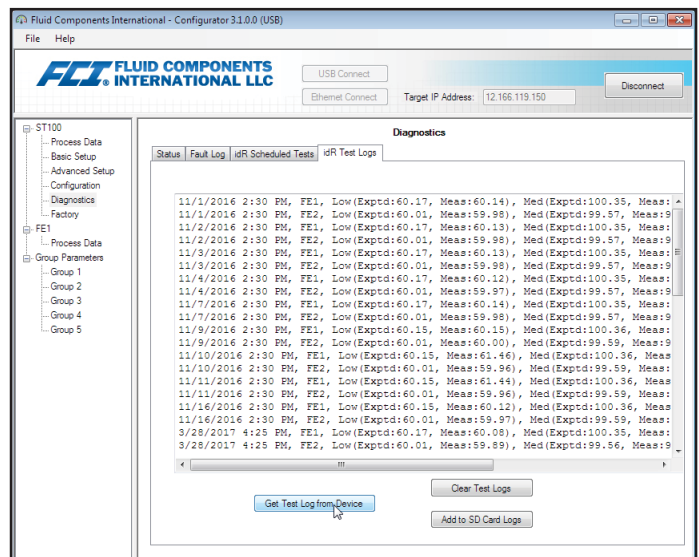 Fluid Components International - Configurator 3.1.0.0 (USB)
File Help
FCI FLUID COMPONENTS
® INTERNATIONAL LLC
USB Connect
Ethernet Connect
Target IP Address:
12.166.119.150
Disconnect
ST100
Process Data
Basic Setup
Advanced Setup
Configuration
Diagnostics
Factory
FE1
Process Data
Group Parameters
Group 1
Group 2
Group 3
Group 4
Group 5
Diagnostics
Status Fault Log idR Scheduled Tests idR Test Logs
11/1/2016 2:30 PM, FE1, Low(Exptd:60.17, Meas:60.14), Med(Exptd:100.35, Meas:
11/1/2016 2:30 PM, FE2, Low(Exptd:60.01, Meas:59.98), Med(Exptd:99.57, Meas:9
11/2/2016 2:30 PM, FE1, Low(Exptd:60.17, Meas:60.13), Med(Exptd:100.35, Meas:
11/2/2016 2:30 PM, FE2, Low(Exptd:60.01, Meas:59.98), Med(Exptd:99.57, Meas:9
11/3/2016 2:30 PM, FE1, Low(Exptd:60.17, Meas:60.13), Med(Exptd:100.35, Meas:
11/3/2016 2:30 PM, FE2, Low(Exptd:60.01, Meas:59.98), Med(Exptd:99.57, Meas:9
11/4/2016 2:30 PM, FE1, Low(Exptd:60.17, Meas:60.12), Med(Exptd:100.35, Meas:
11/4/2016 2:30 PM, FE2, Low(Exptd:60.01, Meas:59.97), Med(Exptd:99.57, Meas:9
11/7/2016 2:30 PM, FE1, Low(Exptd:60.17, Meas:60.14), Med(Exptd:100.35, Meas:
11/7/2016 2:30 PM, FE2, Low(Exptd:60.01, Meas:59.98), Med(Exptd:99.57, Meas:9
11/9/2016 2:30 PM, FE1, Low(Exptd:60.15, Meas:60.15), Med(Exptd:100.36, Meas:
11/9/2016 2:30 PM, FE2, Low(Exptd:60.01, Meas:60.00), Med(Exptd:99.59, Meas:9
11/10/2016 2:30 PM, FE1, Low(Exptd:60.15, Meas:61.46), Med(Exptd:100.36, Meas
11/10/2016 2:30 PM, FE2, Low(Exptd:60.01, Meas:59.96), Med(Exptd:99.59, Meas:
11/11/2016 2:30 PM, FE1, Low(Exptd:60.15, Meas:61.44), Med(Exptd:100.36, Meas
11/11/2016 2:30 PM, FE2, Low(Exptd:60.01, Meas:59.96), Med(Exptd:99.59, Meas:
11/16/2016 2:30 PM, FE1, Low(Exptd:60.15, Meas:60.12), Med(Exptd:100.36, Meas
11/16/2016 2:30 PM, FE2, Low(Exptd:60.01, Meas:59.97), Med(Exptd:99.59, Meas:
3/28/2017 4:25 PM, FE1, Low(Exptd:60.17, Meas:60.08), Med(Exptd:100.35, Meas:
3/28/2017 4:25 PM, FE2, Low(Exptd:60.01, Meas:59.89), Med(Exptd:99.56, Meas:9
Get Test Log from Device
Clear Test Logs
Add to SD Card Logs